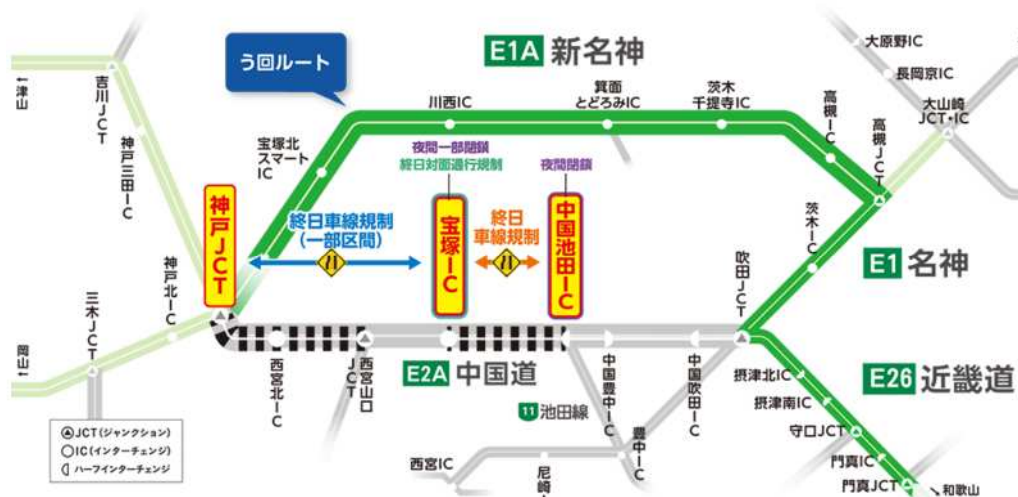 う回ルート
E1A 新名神
大原野IC
長岡京IC
大山崎
JCT・IC
↑津山
吉川JCT
神戸三田IC
宝塚北
スマート
IC
川西IC
箕面
とどろみIC
茨木
千提寺IC
高槻IC
高槻JCT
夜間一部閉鎖
終日対面通行規制
夜間閉鎖
神戸JCT
終日車線規制
(一部区間)
宝塚IC
終日
車線規制
中国池田IC
茨木IC
E1 名神
吹田JCT
岡山↑
三木JCT
神戸北IC
西宮北IC
西宮山口
JCT
E2A 中国道
中国豊中IC
中国吹田IC
摂津北IC
摂津南IC
守口JCT
門真IC
門真JCT
E26 近畿道
11 池田線
西宮IC
尼崎
豊中IC
和歌山
JCT(ジャンクション)
IC(インターチェンジ)
ハーフインターチェンジ